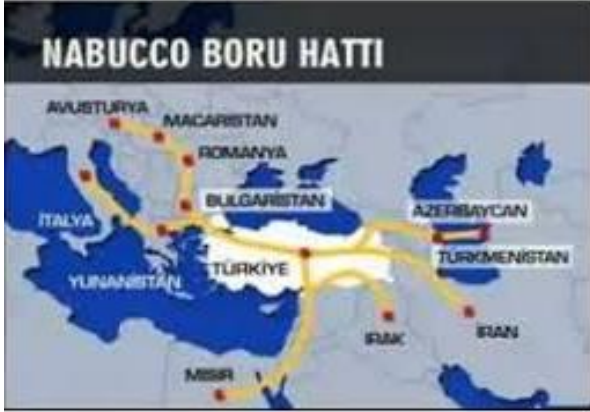 NABUCCO BORU HATTI
AVUSTURYA
MACARİSTAN
ROMANYA
BULGARİSTAN
AZERBAYCAN
İTALYA
TÜRKMENİSTAN
TÜRKİYE
YUNANİSTAN
IRAK
İRAN
MISIR